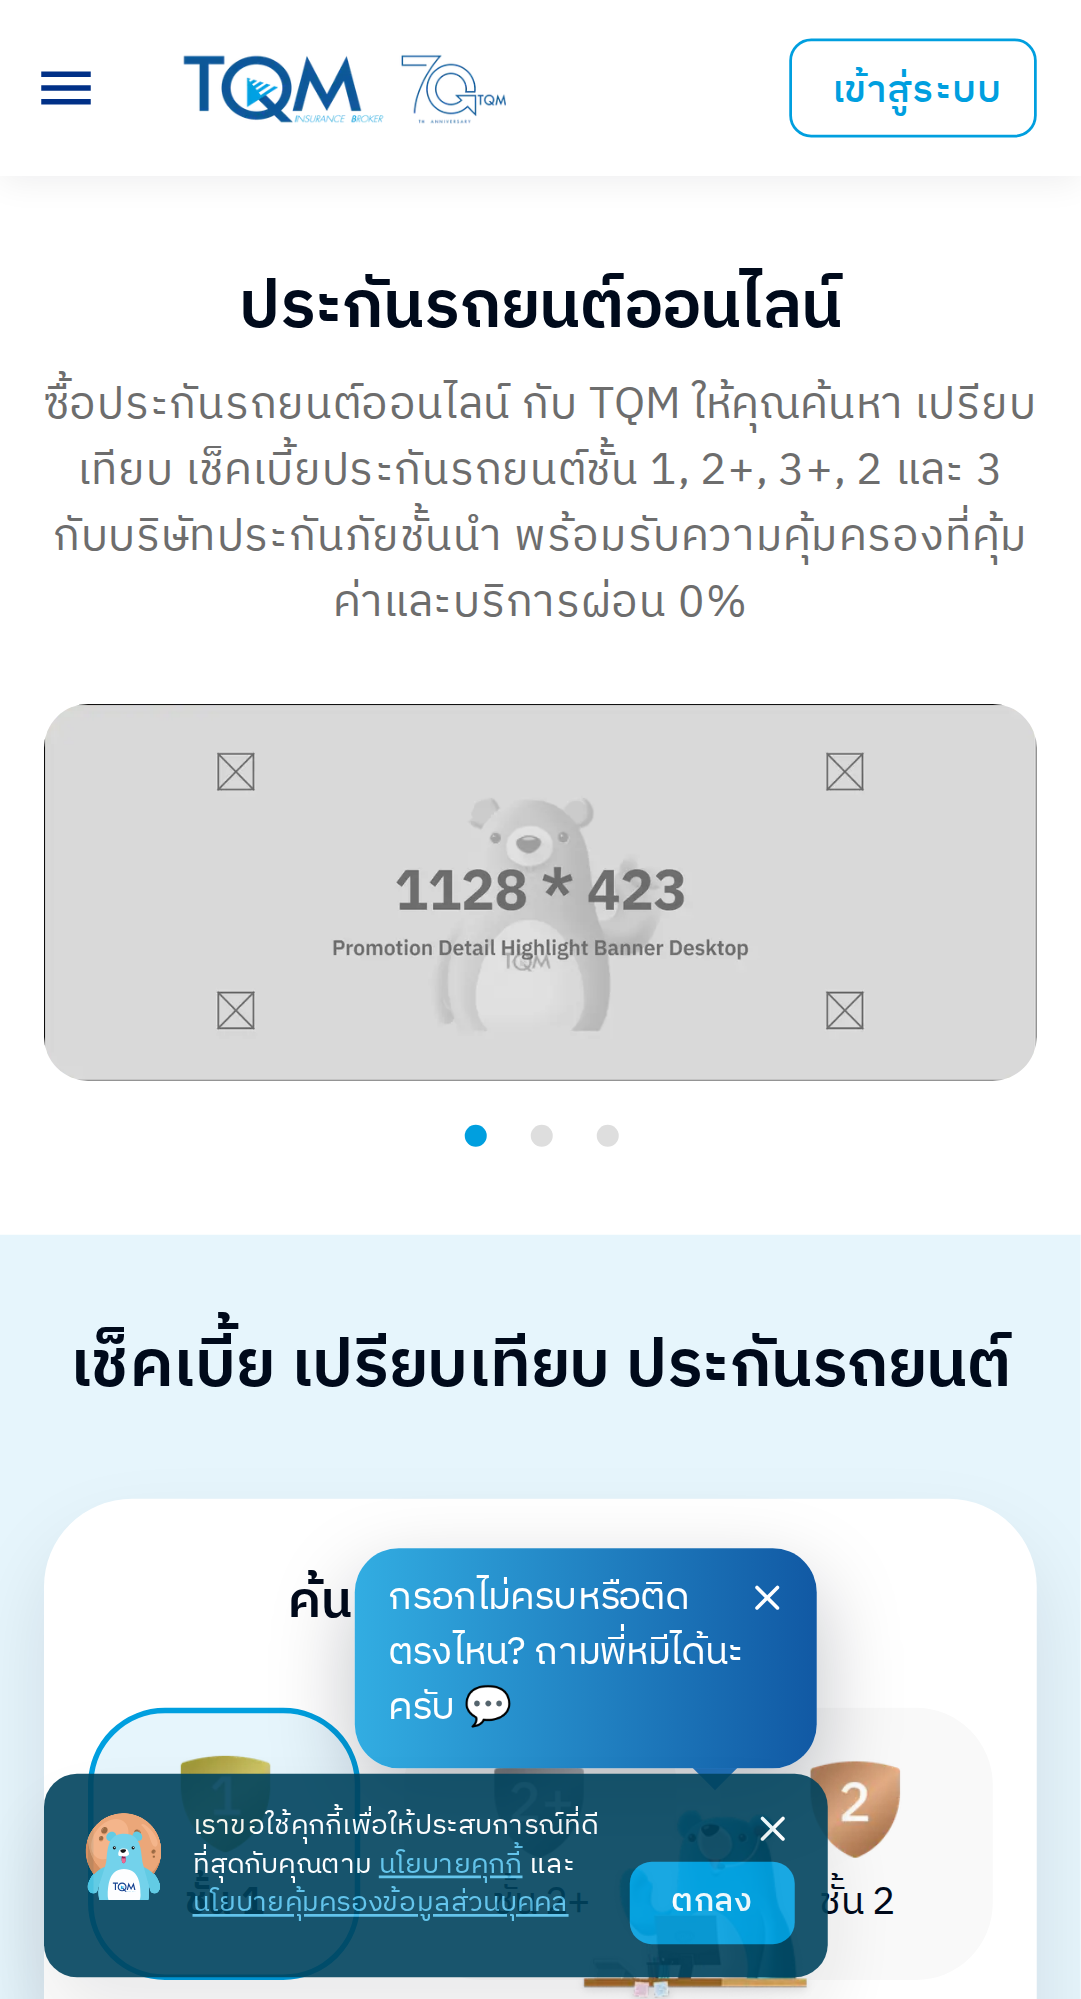 TQM
INSURANCE BROKER
70 TQM
TH ANNIVERSARY
เข้าสู่ระบบ
ประกันรถยนต์ออนไลน์
ซื้อประกันรถยนต์ออนไลน์ กับ TQM ให้คุณค้นหา เปรียบ
เทียบ เช็คเบี้ยประกันรถยนต์ชั้น 1, 2+, 3+, 2 และ 3
กับบริษัทประกันภัยชั้นนำ พร้อมรับความคุ้มครองที่คุ้ม
ค่าและบริการผ่อน 0%
1128 * 423
Promotion Detail Highlight Banner Desktop
TQM
เช็คเบี้ย เปรียบเทียบ ประกันรถยนต์
ค้น
กรอกไม่ครบหรือติด
ตรงไหน? ถามพี่หมีได้นะ
ครับ 💬
1
2+
2
ชั้น 1
ชั้น 2+
ชั้น 2
เราขอใช้คุกกี้เพื่อให้ประสบการณ์ที่ดี
ที่สุดกับคุณตาม นโยบายคุกกี้ และ
นโยบายคุ้มครองข้อมูลส่วนบุคคล
TQM
ตกลง